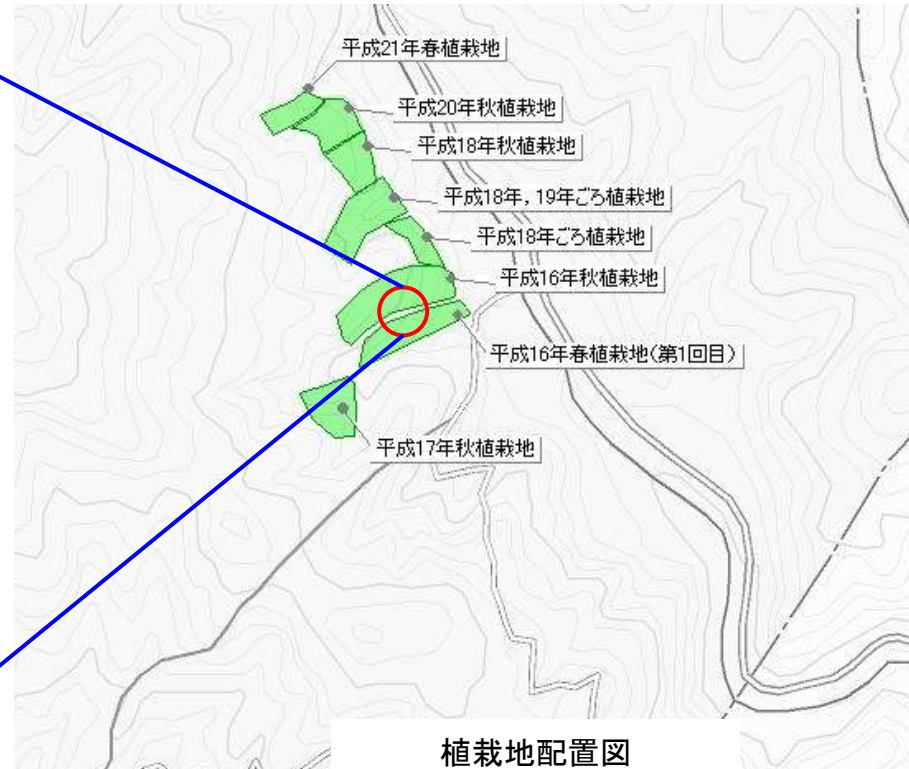 平成21年春植栽地
平成20年秋植栽地
平成18年秋植栽地
平成18年，19年ごろ植栽地
平成18年ごろ植栽地
平成16年秋植栽地
平成16年春植栽地(第1回目)
平成17年秋植栽地
植栽地配置図